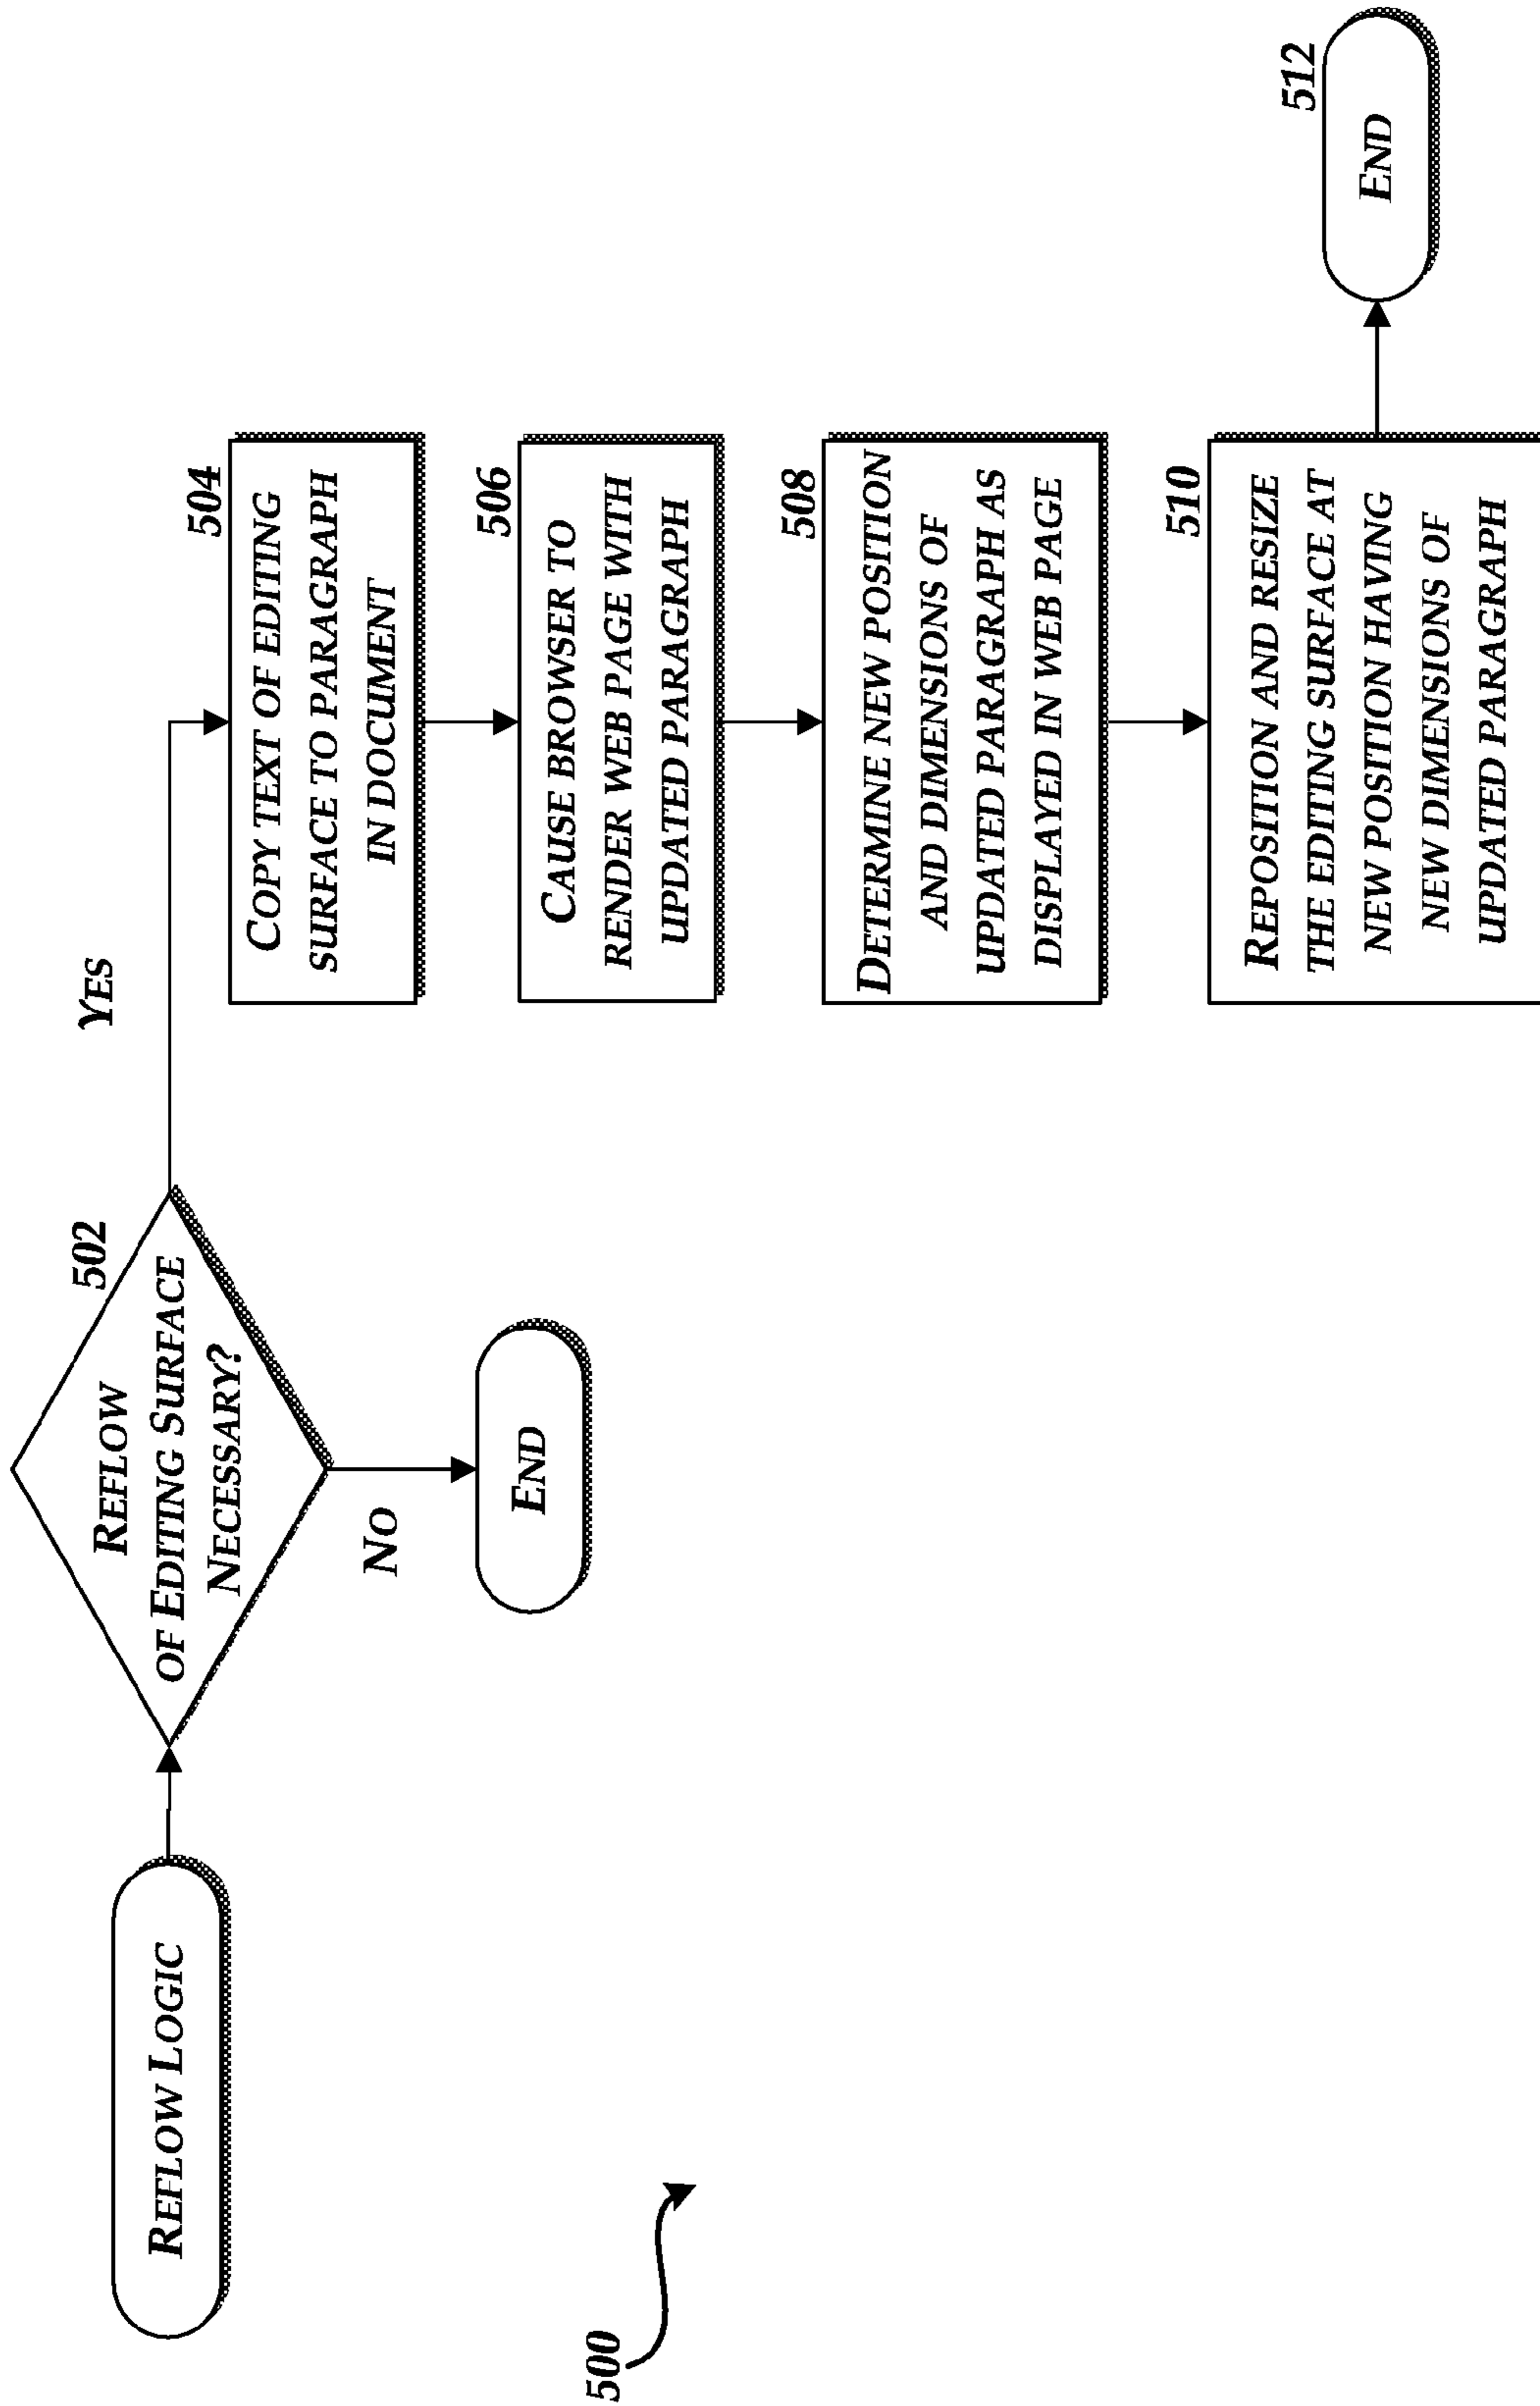 REFLOW LOGIC
502
REFLOW
OF EDITING SURFACE
NECESSARY?
YES
NO
END
504
COPY TEXT OF EDITING
SURFACE TO PARAGRAPH
IN DOCUMENT
506
CAUSE BROWSER TO
RENDER WEB PAGE WITH
UPDATED PARAGRAPH
508
DETERMINE NEW POSITION
AND DIMENSIONS OF
UPDATED PARAGRAPH AS
DISPLAYED IN WEB PAGE
510
REPOSITION AND RESIZE
THE EDITING SURFACE AT
NEW POSITION HAVING
NEW DIMENSIONS OF
UPDATED PARAGRAPH
512
END
500